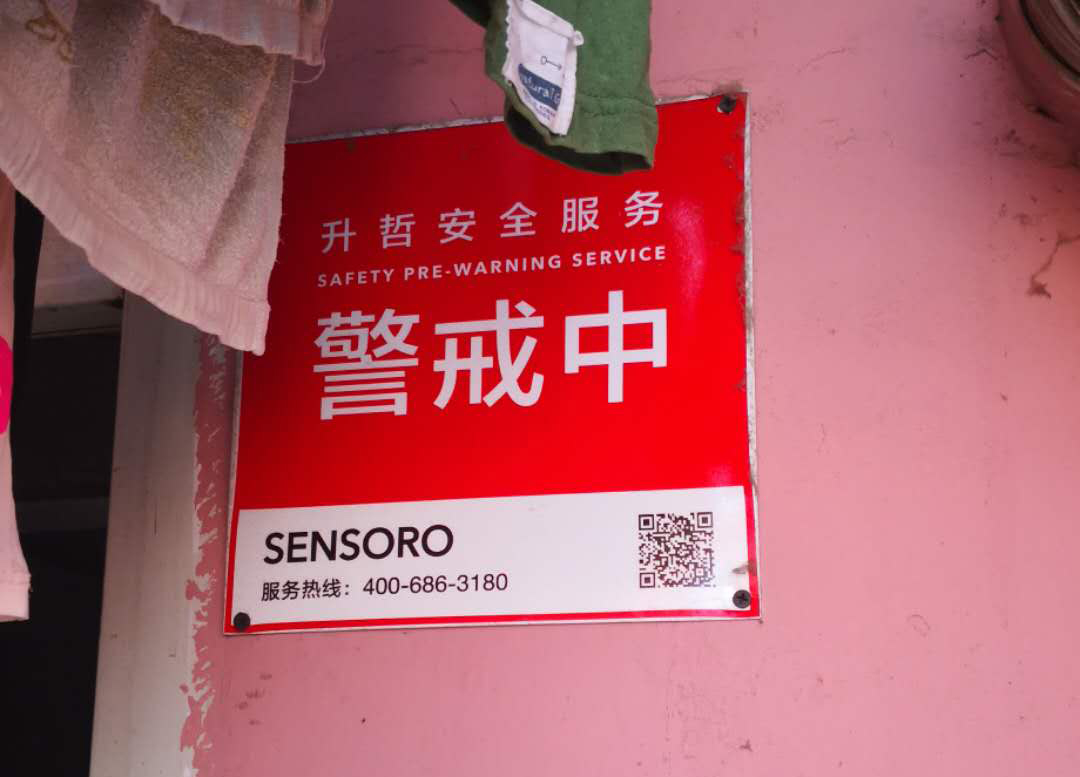 升哲安全服务
SAFETY PRE-WARNING SERVICE
警戒中
SENSORO
服务热线：400-686-3180